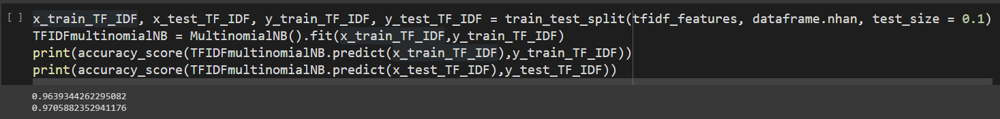 [ ] x_train_TF_IDF, x_test_TF_IDF, y_train_TF_IDF, y_test_TF_IDF = train_test_split(tfidf_features, dataframe.nhan, test_size = 0.1)
TFIDFmultinomialNB = MultinomialNB().fit(x_train_TF_IDF,y_train_TF_IDF)
print(accuracy_score(TFIDFmultinomialNB.predict(x_train_TF_IDF),y_train_TF_IDF))
print(accuracy_score(TFIDFmultinomialNB.predict(x_test_TF_IDF),y_test_TF_IDF))
0.9639344262295082
0.9705882352941176